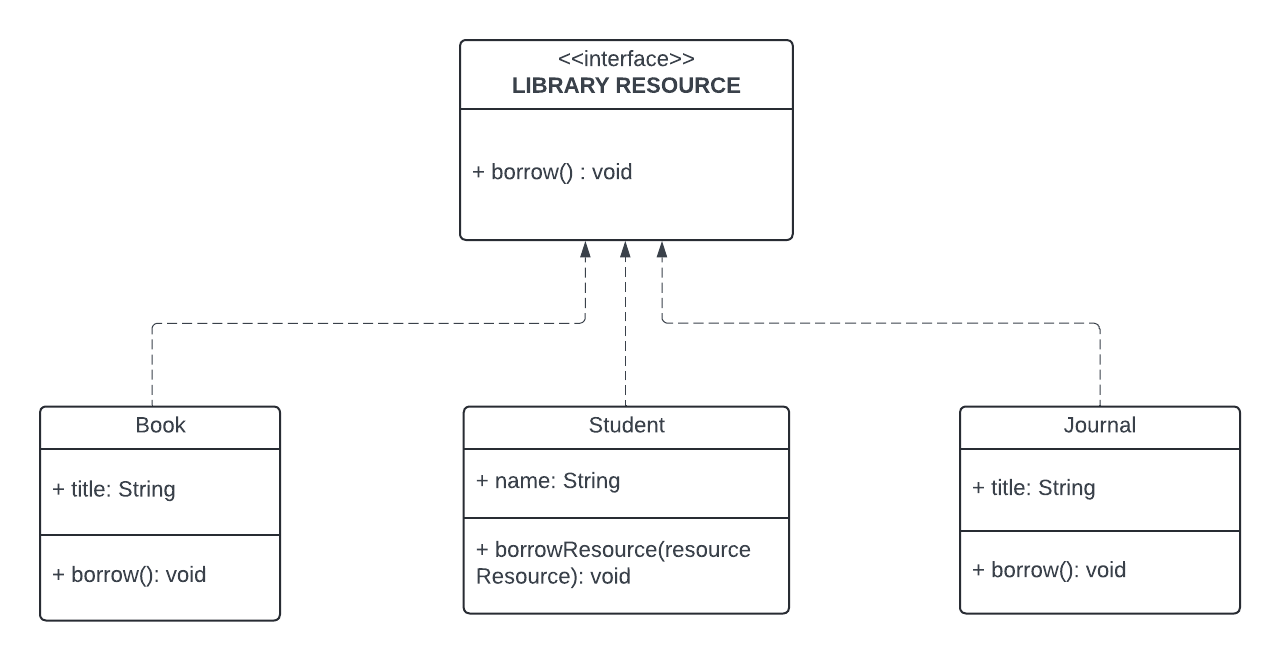 <<interface>>
LIBRARY RESOURCE
+ borrow() : void
Book
+ title: String
+ borrow(): void
Student
+ name: String
+ borrowResource(resource
Resource): void
Journal
+ title: String
+ borrow(): void